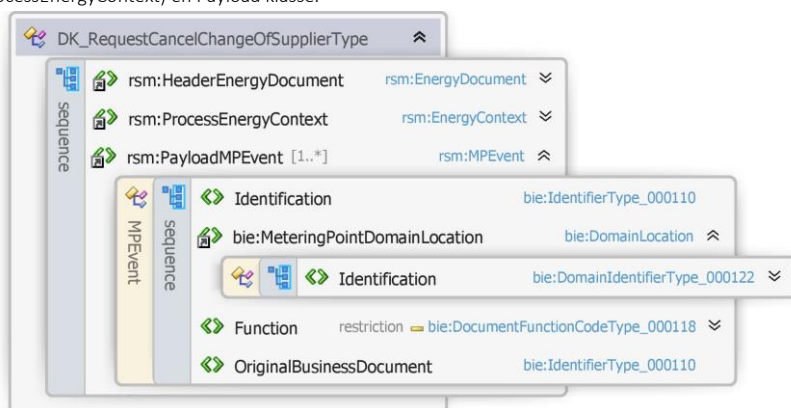 ProcessEnergyContext) en Payload klasse.
DK_RequestCancelChangeOfSupplierType
sequence
rsm:HeaderEnergyDocument rsm:EnergyDocument
rsm:ProcessEnergyContext rsm:EnergyContext
rsm:PayloadMPEvent [1..*] rsm:MPEvent
MPEvent
sequence
Identification bie:IdentifierType_000110
bie:MeteringPointDomainLocation bie:DomainLocation
Identification bie:DomainIdentifierType_000122
Function restriction bie:DocumentFunctionCodeType_000118
OriginalBusinessDocument bie:IdentifierType_000110